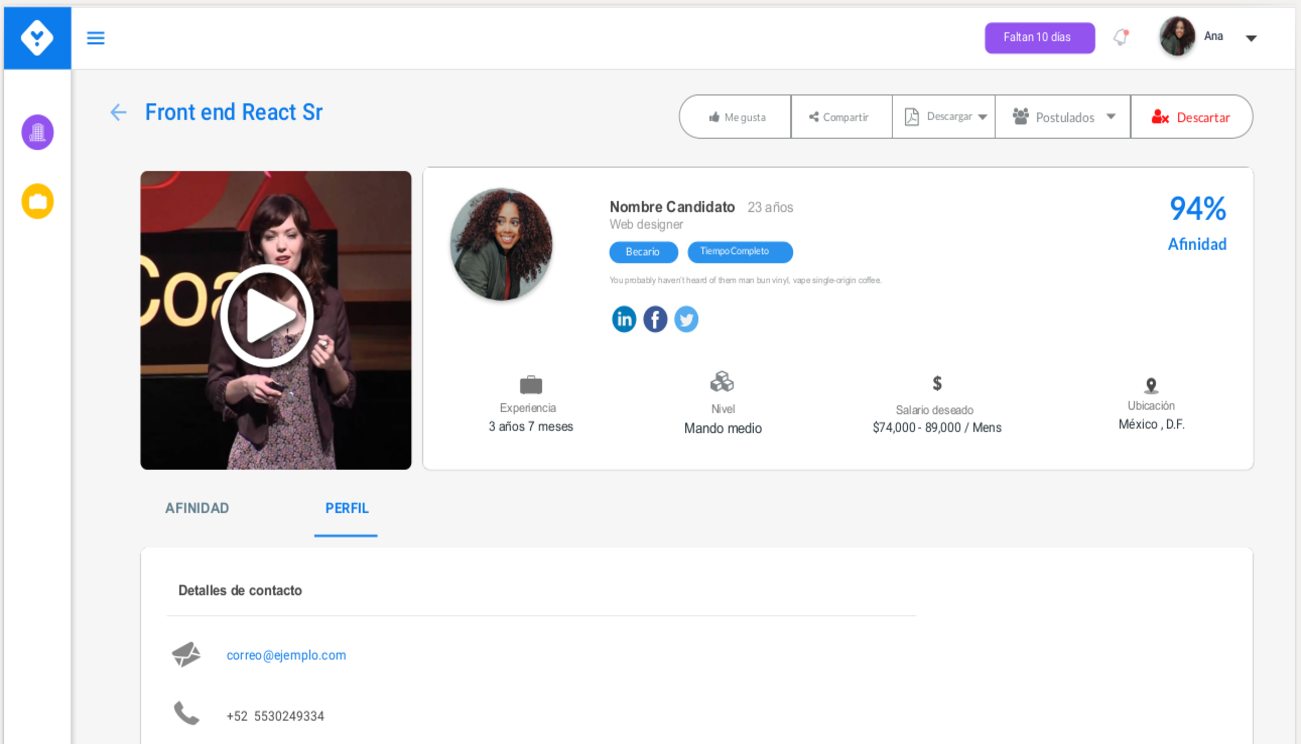 Faltan 10 días
Ana
Front end React Sr
Me gusta
Compartir
Descargar
Postulados
Descartar
Coa
Nombre Candidato 23 años
Web designer
Becario
TiempoCompleto
You probably haven't heard of them man bun vinyl, vape single-origin coffee.
94%
Afinidad
Experiencia
3 años 7 meses
Nivel
Mando medio
$
Salario deseado
$74,000 - 89,000 / Mens
Ubicación
México , D.F.
AFINIDAD
PERFIL
Detalles de contacto
correo@ejemplo.com
+52 5530249334